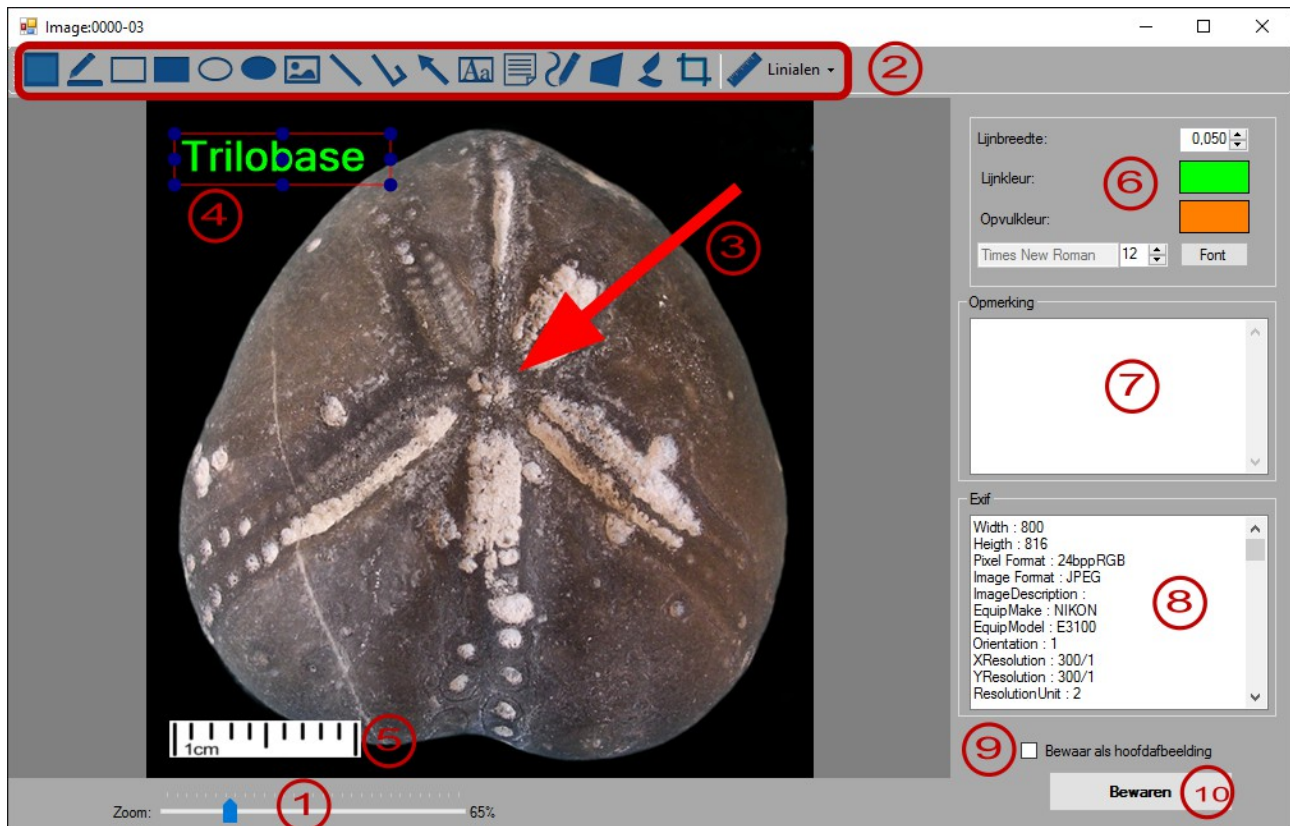 Image:0000-03
Aa
Linialen
2
Trilobase
4
3
Lijnbreedte:
0,050
Lijnkleur:
6
Opvulkleur:
Times New Roman
12
Font
Opmerking
7
Exif
Width : 800
Heigth : 816
Pixel Format : 24bppRGB
Image Format : JPEG
ImageDescription :
EquipMake : NIKON
EquipModel : E3100
Orientation : 1
XResolution : 300/1
YResolution : 300/1
ResolutionUnit : 2
8
1cm
5
9
Bewaar als hoofdafbeelding
Bewaren
10
Zoom:
1
65%